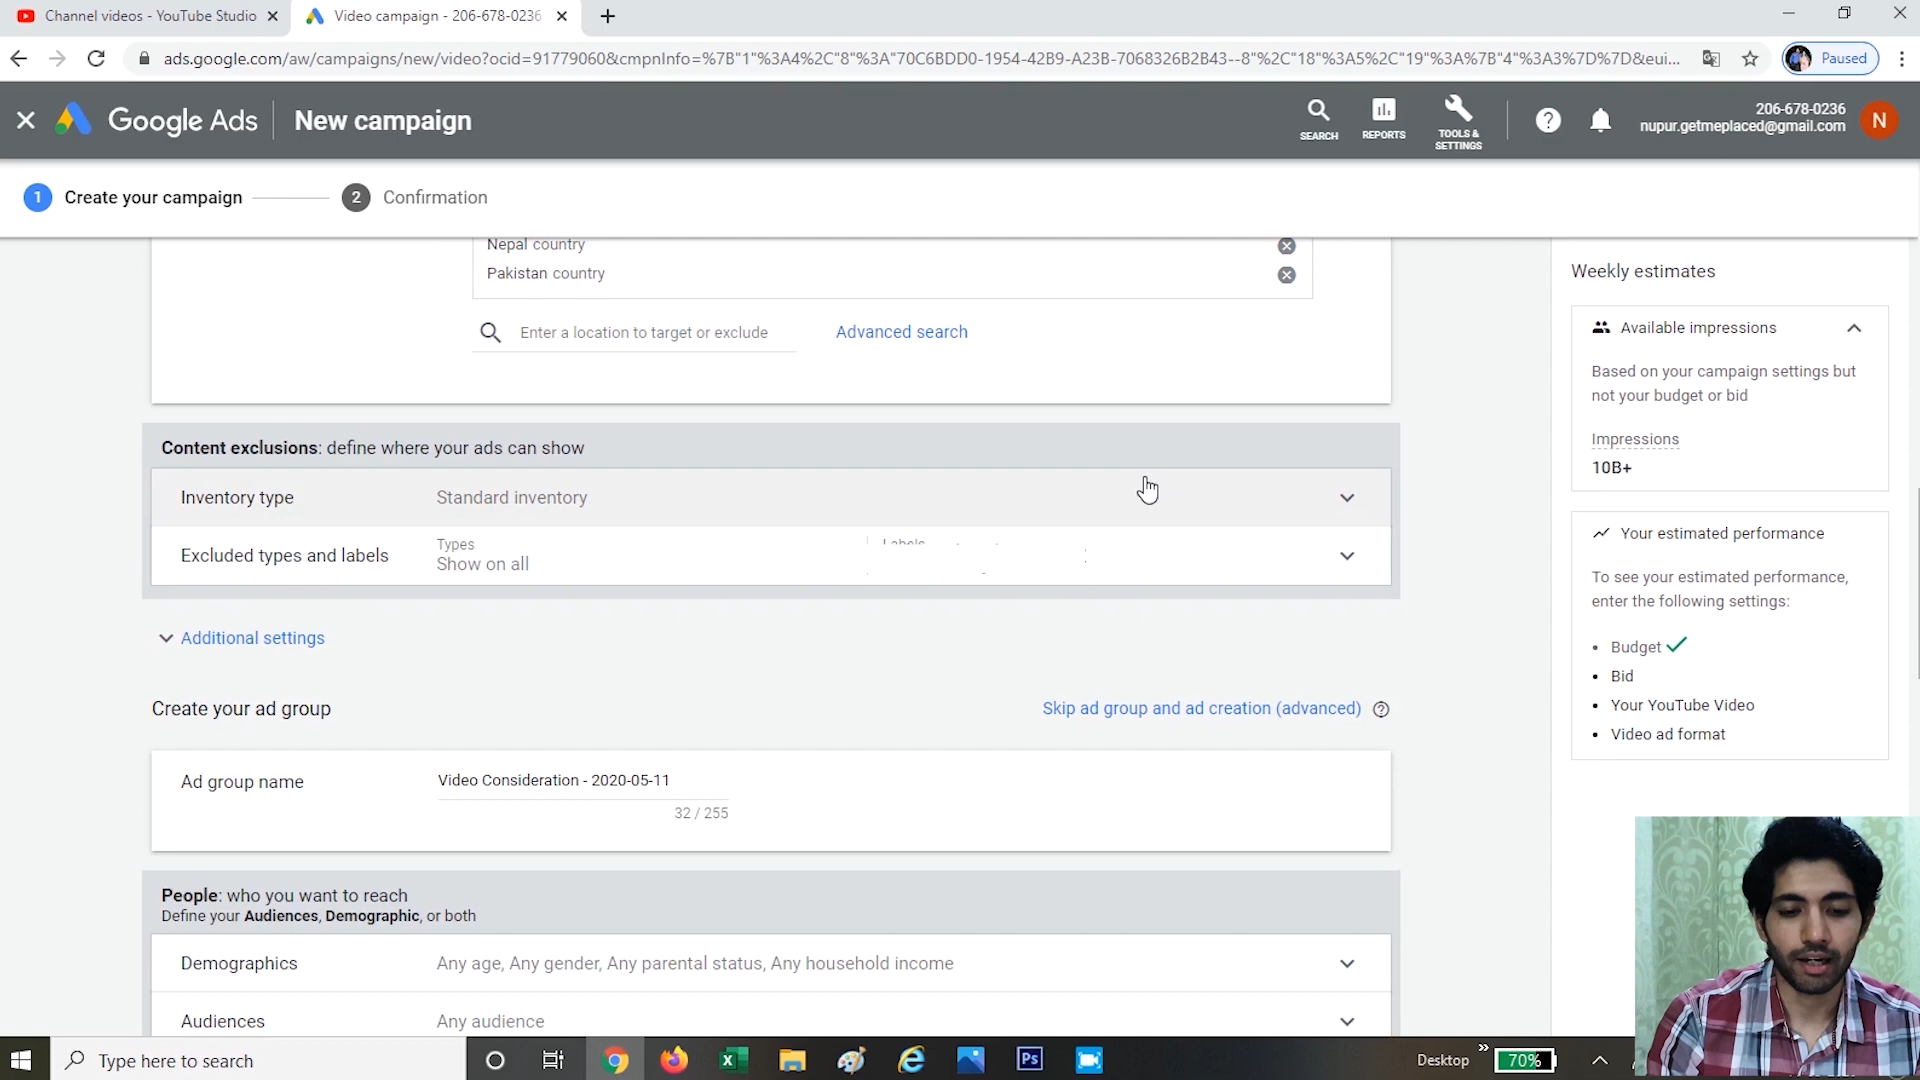 Channel videos - YouTube Studio
Video campaign - 206-678-0236
ads.google.com/aw/campaigns/new/video?ocid=91779060&cmpnInfo=%7B"1"%3A4%2C"8"%3A"70C6BDD0-1954-42B9-A23B-7068326B2B43--8"%2C"18"%3A5%2C"19"%3A%7B"4"%3A3%7D%7D&eui...
Paused
Google Ads
New campaign
SEARCH
REPORTS
TOOLS & SETTINGS
206-678-0236
nupur.getmeplaced@gmail.com
N
1 Create your campaign
2 Confirmation
Nepal country
Pakistan country
Enter a location to target or exclude
Advanced search
Content exclusions: define where your ads can show
Inventory type
Standard inventory
Excluded types and labels
Types
Show on all
Labels
Additional settings
Create your ad group
Skip ad group and ad creation (advanced)
Ad group name
Video Consideration - 2020-05-11
32 / 255
People: who you want to reach
Define your Audiences, Demographic, or both
Demographics
Any age, Any gender, Any parental status, Any household income
Audiences
Any audience
Weekly estimates
Available impressions
Based on your campaign settings but
not your budget or bid
Impressions
10B+
Your estimated performance
To see your estimated performance,
enter the following settings:
Budget
Bid
Your YouTube Video
Video ad format
Type here to search
Ps
Desktop
70%